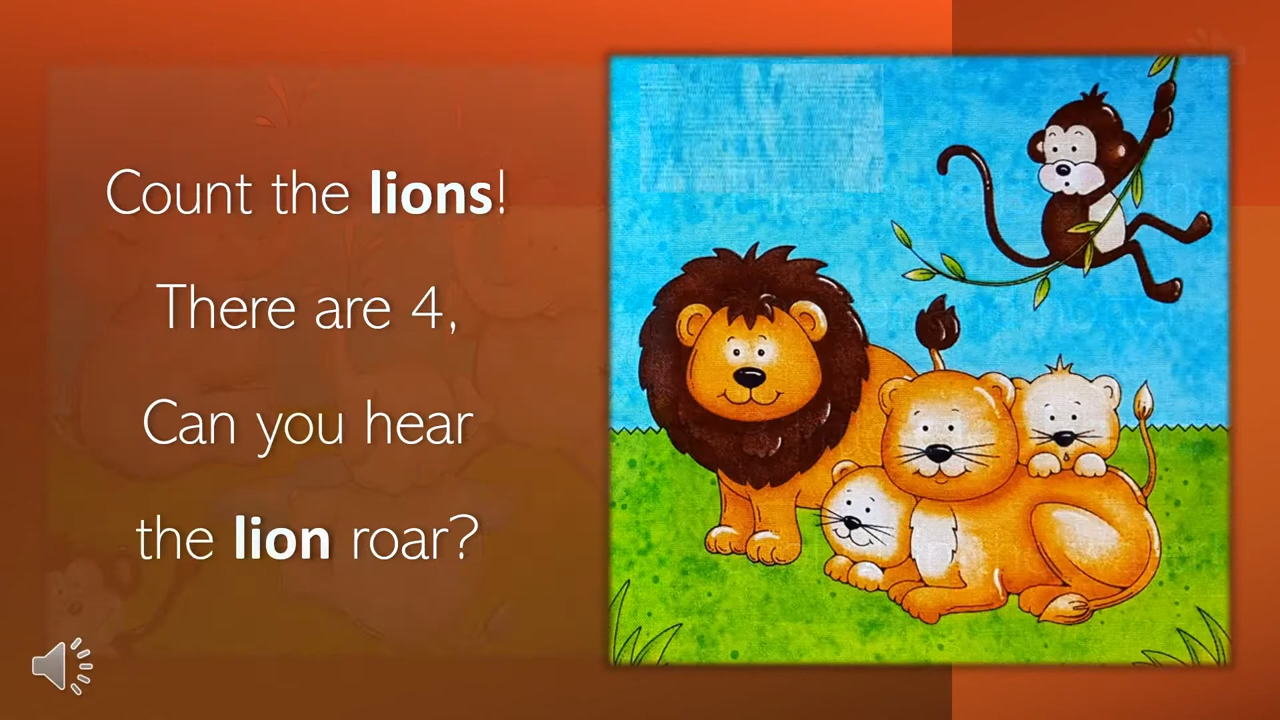 Count the lions!
There are 4,
Can you hear
the lion roar?